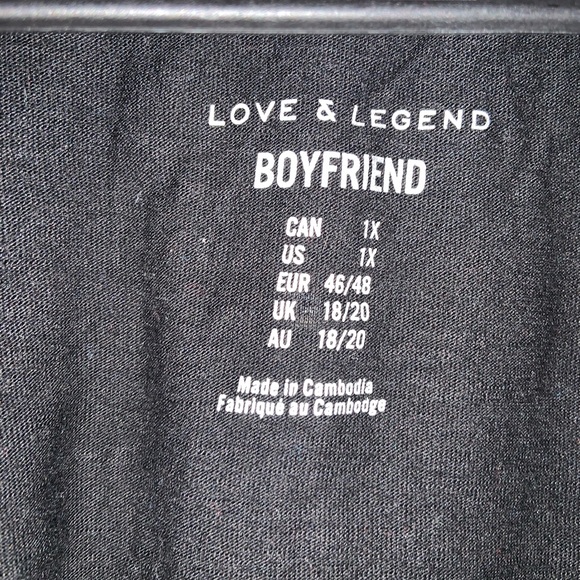 LOVE & LEGEND
BOYFRIEND
CAN 1X
US 1X
EUR 46/48
UK 18/20
AU 18/20
Made in Cambodia
Fabriqué au Cambodge